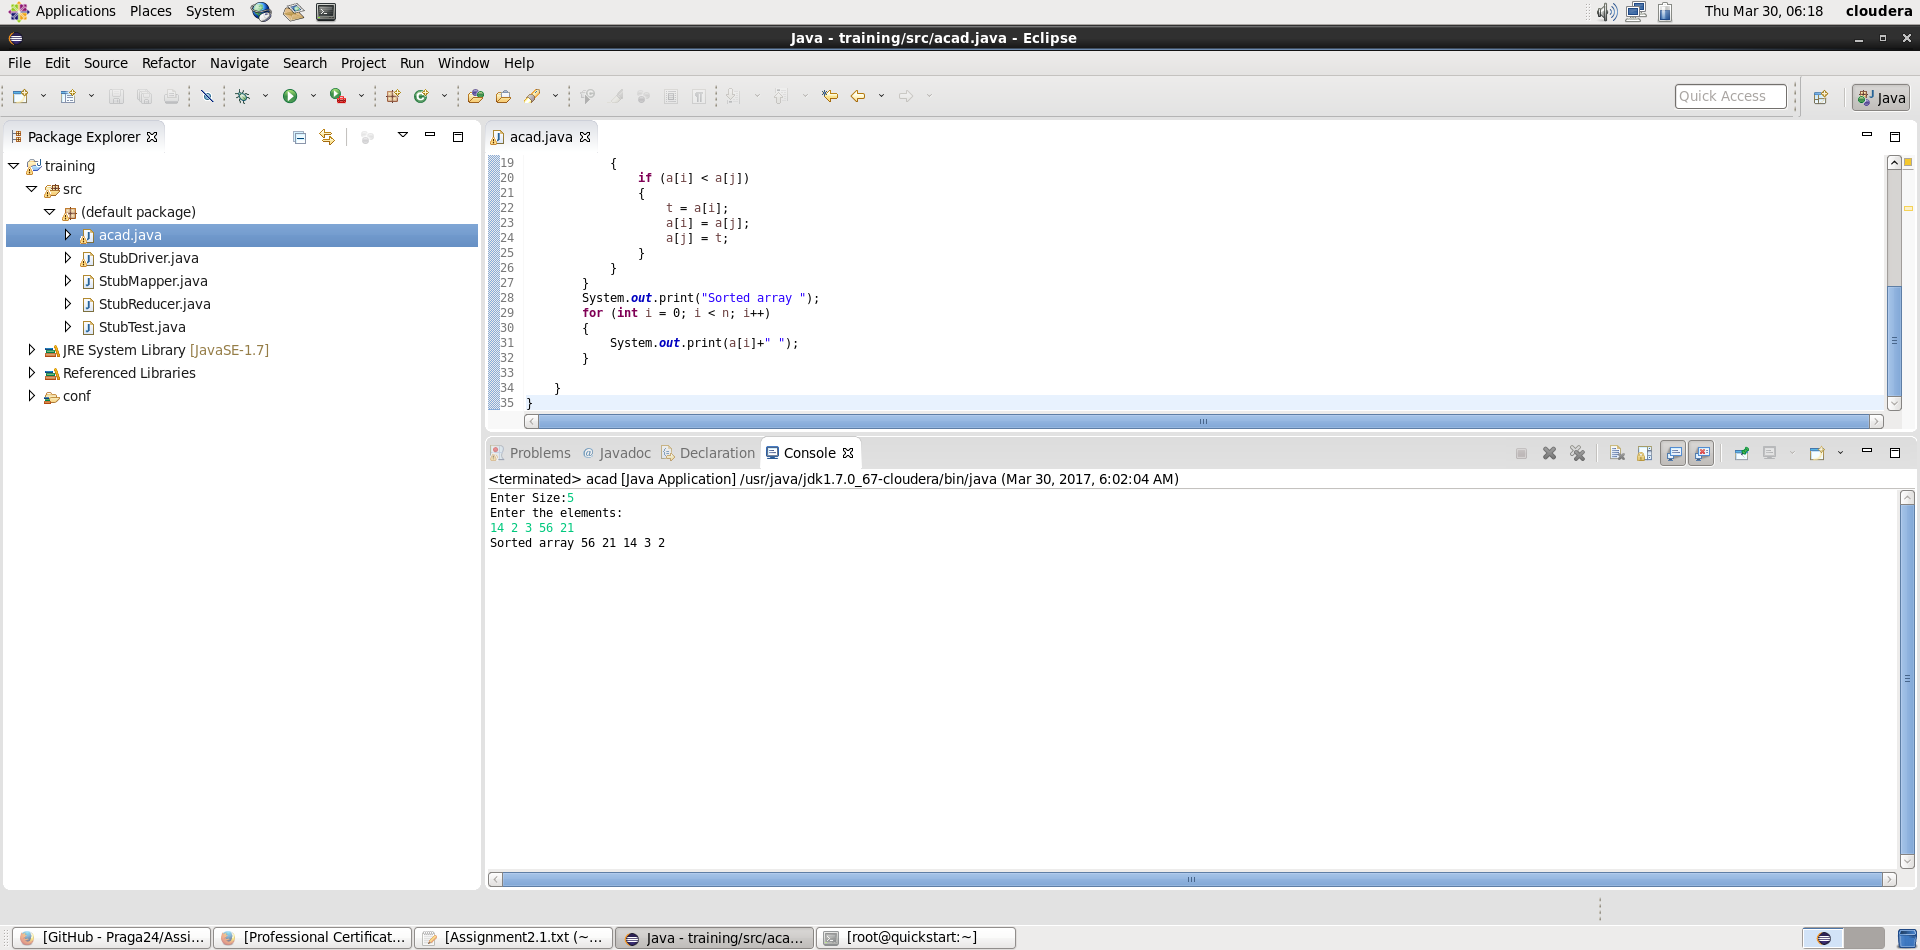 Applications Places System Thu Mar 30, 06:18 cloudera
Java - training/src/acad.java - Eclipse
File Edit Source Refactor Navigate Search Project Run Window Help
Quick Access Java
Package Explorer
training
src
(default package)
acad.java
StubDriver.java
StubMapper.java
StubReducer.java
StubTest.java
JRE System Library [JavaSE-1.7]
Referenced Libraries
conf
acad.java
19 {
20 if (a[i] < a[j])
21 {
22 t = a[i];
23 a[i] = a[j];
24 a[j] = t;
25 }
26 }
27 }
28 System.out.print("Sorted array ");
29 for (int i = 0; i < n; i++)
30 {
31 System.out.print(a[i]+" ");
32 }
33
34 }
35 }
Problems @ Javadoc Declaration Console
<terminated> acad [Java Application] /usr/java/jdk1.7.0_67-cloudera/bin/java (Mar 30, 2017, 6:02:04 AM)
Enter Size:5
Enter the elements:
14 2 3 56 21
Sorted array 56 21 14 3 2
[GitHub - Praga24/Assi... [Professional Certificat... [Assignment2.1.txt (~... Java - training/src/aca... [root@quickstart:~]